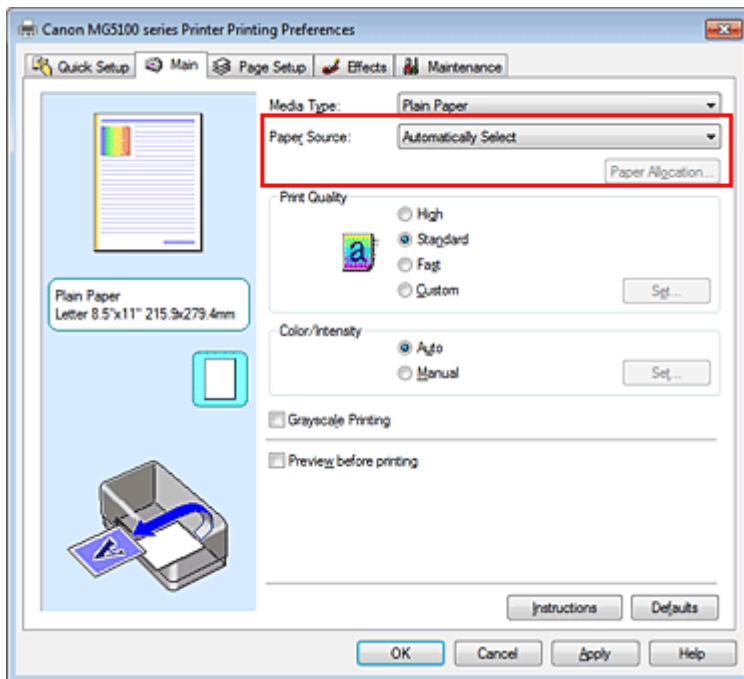 Canon MG5100 series Printer Printing Preferences
Quick Setup Main Page Setup Effects Maintenance
Media Type: Plain Paper
Paper Source: Automatically Select
Paper Allocation...
Print Quality
High
a Standard
Fast
Custom Set...
Plain Paper
Letter 8.5"x11" 215.9x279.4mm
Color/Intensity
Auto
Manual Set...
Grayscale Printing
Preview before printing
A
Instructions Defaults
OK Cancel Apply Help